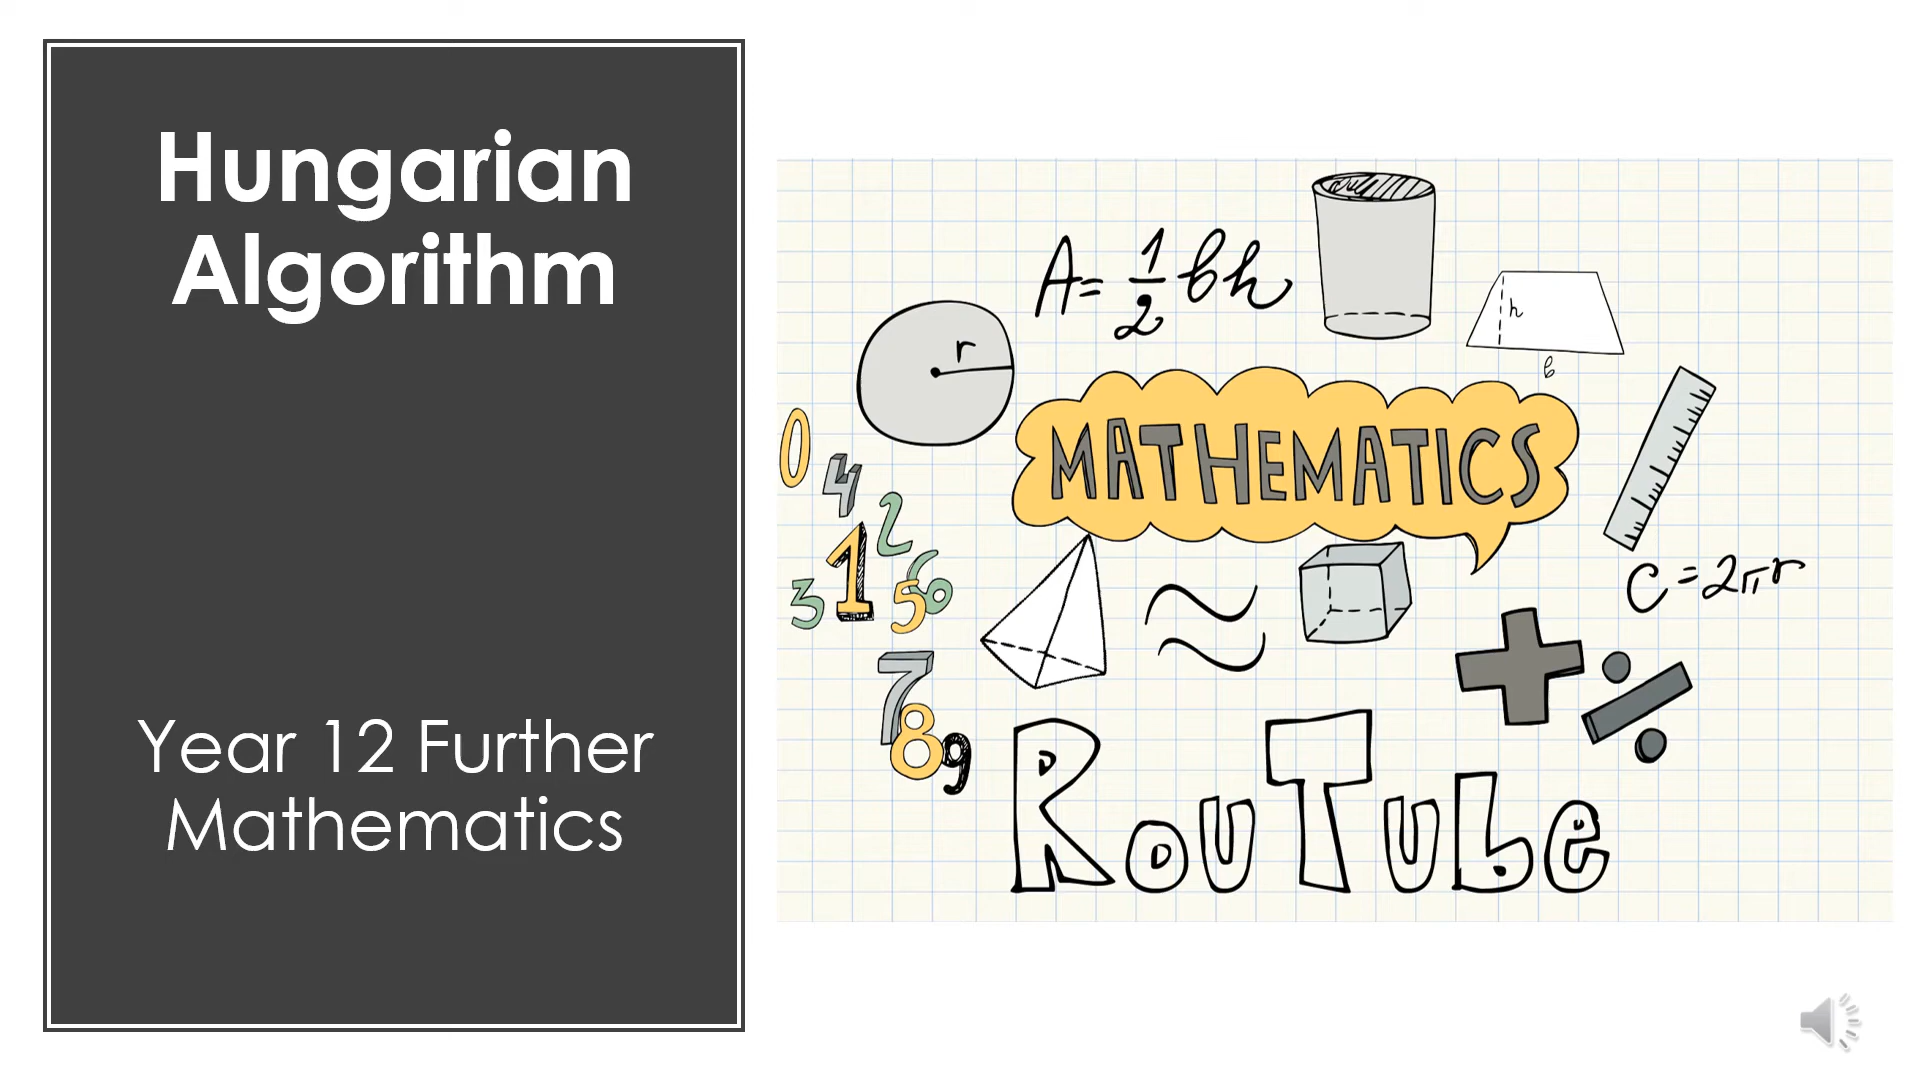 Hungarian
Algorithm
Year 12 Further
Mathematics
A = 1/2 bh
h
b
r
MATHEMATICS
0
4
2
1
3
5
6
7
8
9
C = 2πr
≈
+
÷
RouTube